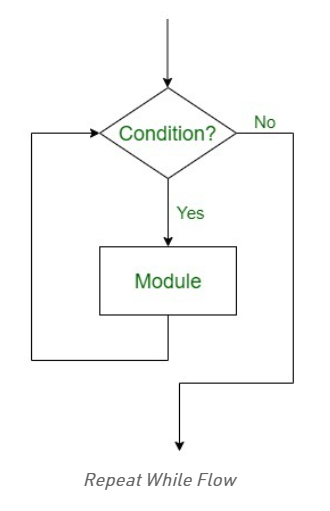 Condition?
No
Yes
Module
Repeat While Flow